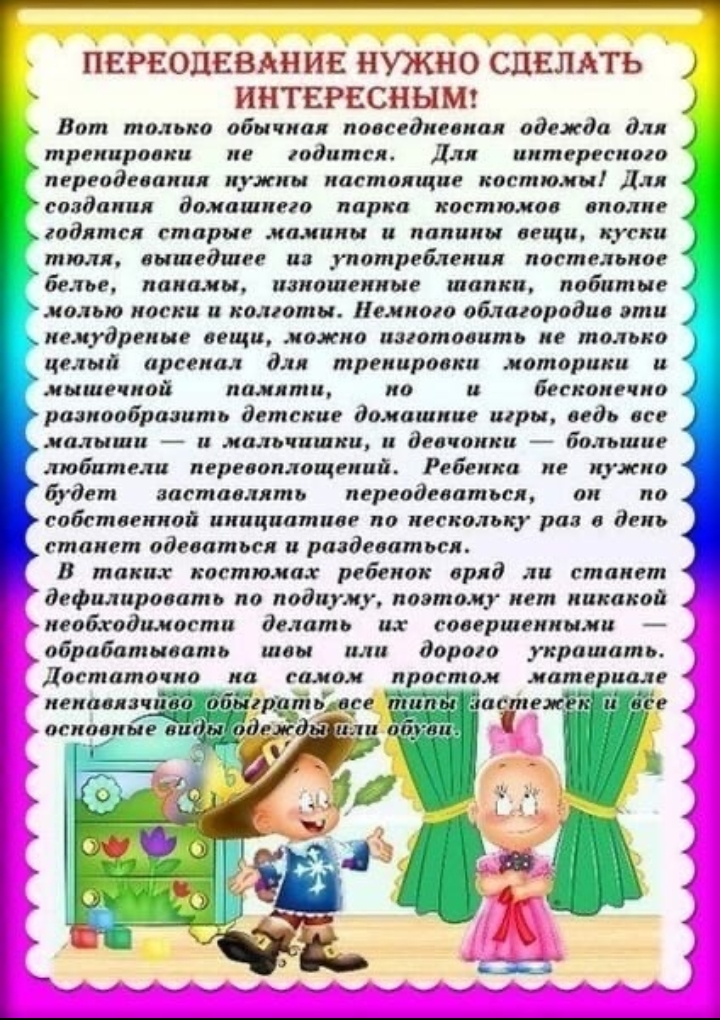 ПЕРЕОДЕВАНИЕ НУЖНО СДЕЛАТЬ
ИНТЕРЕСНЫМ!
Вот только обычная повседневная одежда для
тренировки не годится. Для интересного
переодевания нужны настоящие костюмы! Для
создания домашнего парка костюмов вполне
годятся старые мамины и папины вещи, куски
тюля, вышедшее из употребления постельное
белье, панамы, изношенные шапки, побитые
молью носки и колготы. Немного облагородив эти
немудреные вещи, можно изготовить не только
целый арсенал для тренировки моторики и
мышечной памяти, но и бесконечно
разнообразить детские домашние игры, ведь все
малыши — и мальчишки, и девчонки — большие
любители перевоплощений. Ребенка не нужно
будет заставлять переодеваться, он по
собственной инициативе по нескольку раз в день
станет одеваться и раздеваться.
В таких костюмах ребенок вряд ли станет
дефилировать по подиуму, поэтому нет никакой
необходимости делать их совершенными —
обрабатывать швы или дорого украшать.
Достаточно на самом простом материале
ненавязчиво обыграть все типы застежек и все
основные виды одежды или обуви.